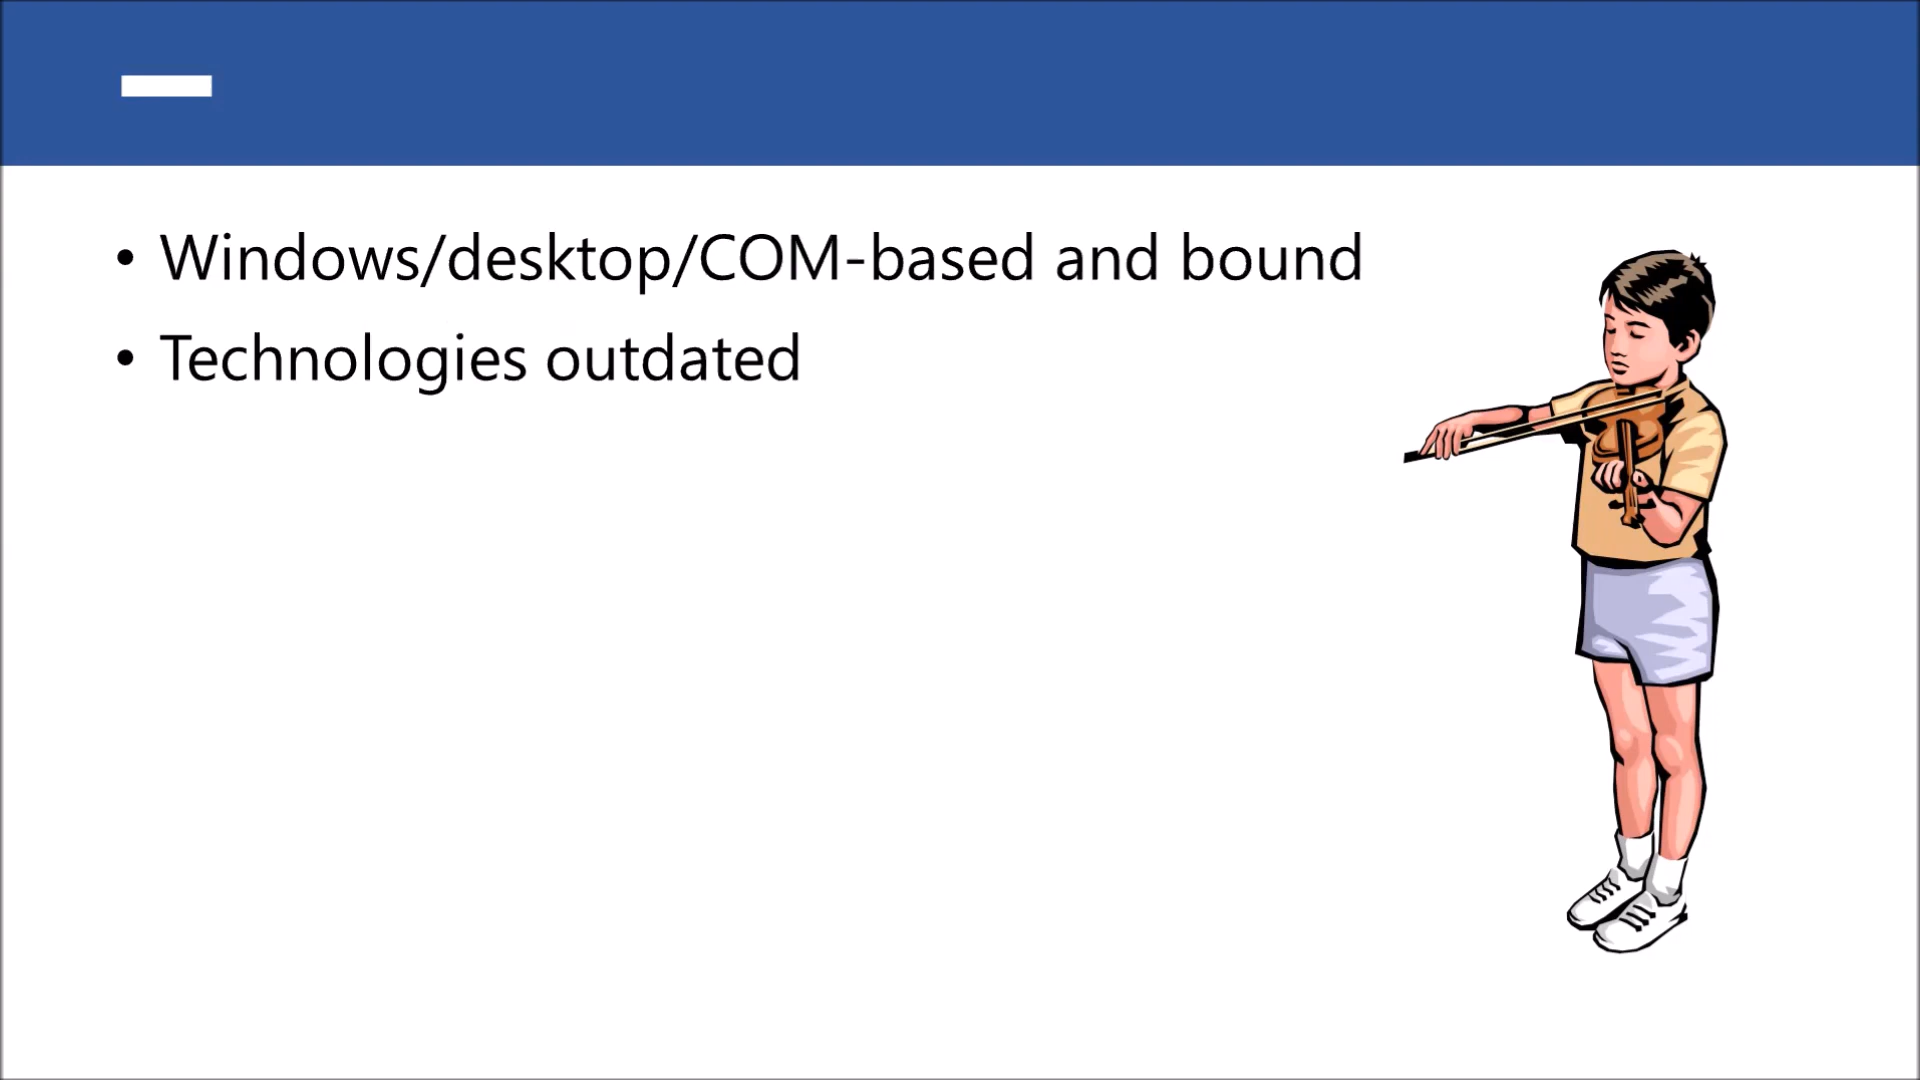 –
• Windows/desktop/COM-based and bound
• Technologies outdated